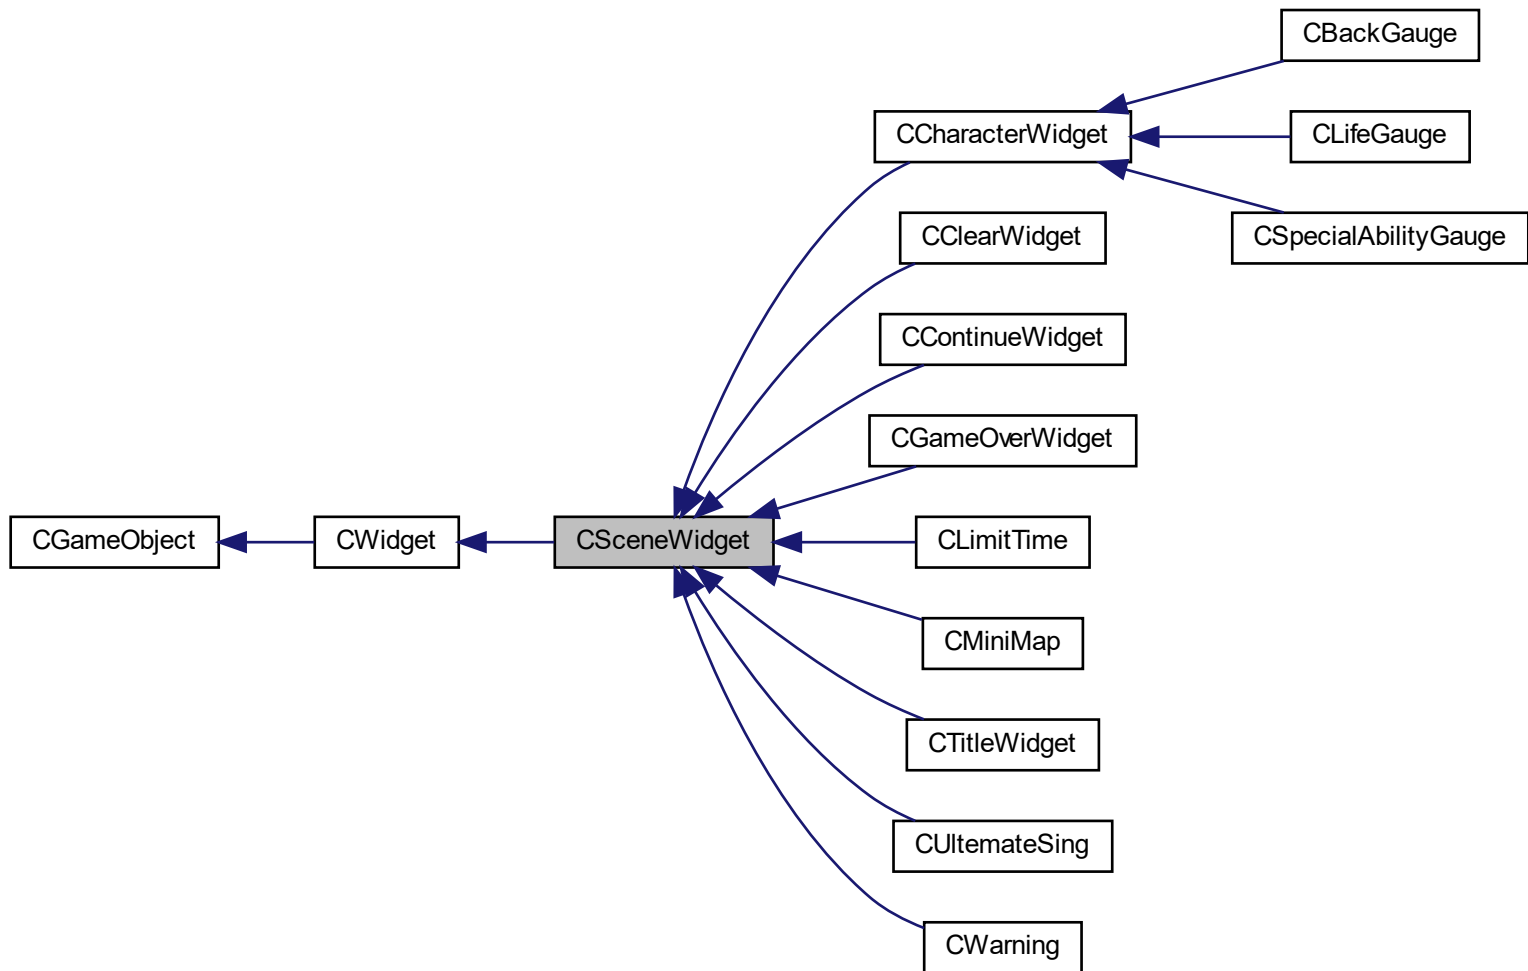 CBackGauge
CCharacterWidget
CLifeGauge
CClearWidget
CSpecialAbilityGauge
CContinueWidget
CGameOverWidget
CGameObject
CWidget
CSceneWidget
CLimitTime
CMiniMap
CTitleWidget
CUltemateSing
CWarning